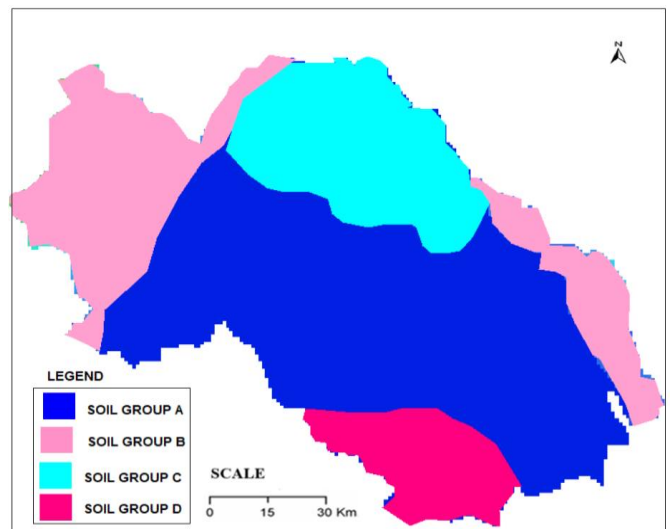 N
LEGEND
SOIL GROUP A
SOIL GROUP B
SOIL GROUP C
SOIL GROUP D
SCALE
0 15 30 Km